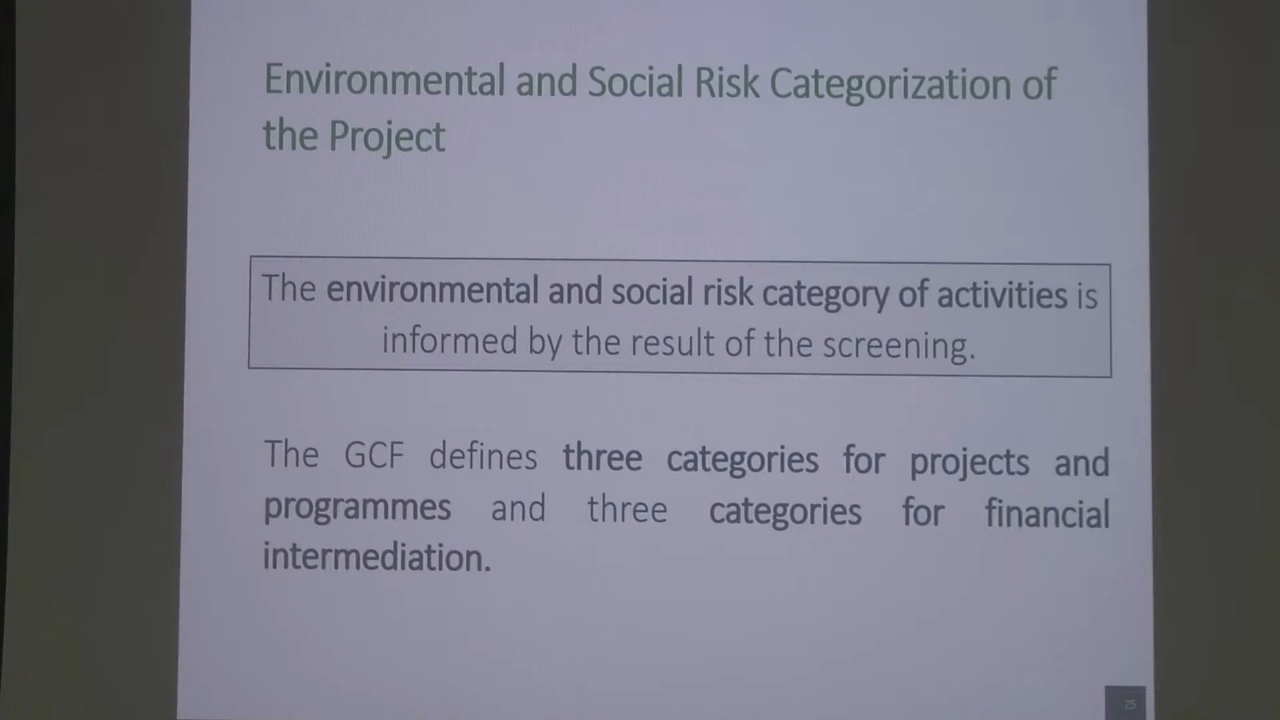 Environmental and Social Risk Categorization of
the Project
The environmental and social risk category of activities is
informed by the result of the screening.
The GCF defines three categories for projects and
programmes and three categories for financial
intermediation.
25